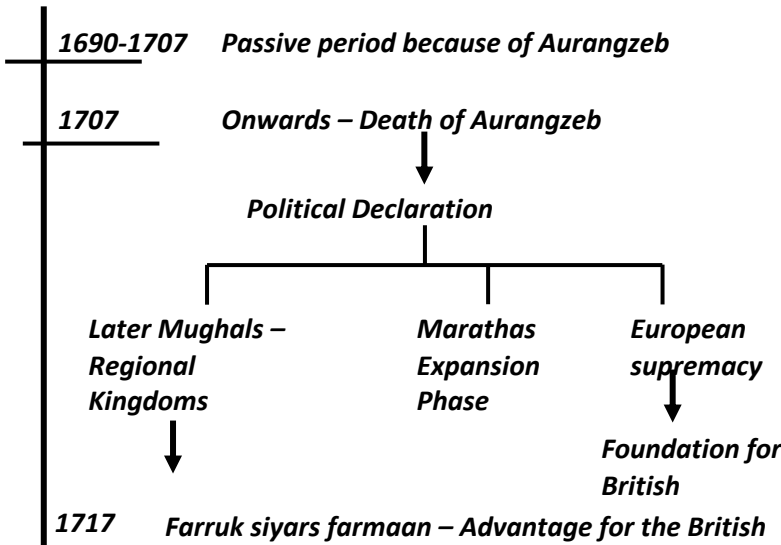 1690-1707 Passive period because of Aurangzeb
1707 Onwards – Death of Aurangzeb
Political Declaration
Later Mughals –
Regional
Kingdoms
Marathas
Expansion
Phase
European
supremacy
Foundation for
British
1717 Farruk siyars farmaan – Advantage for the British